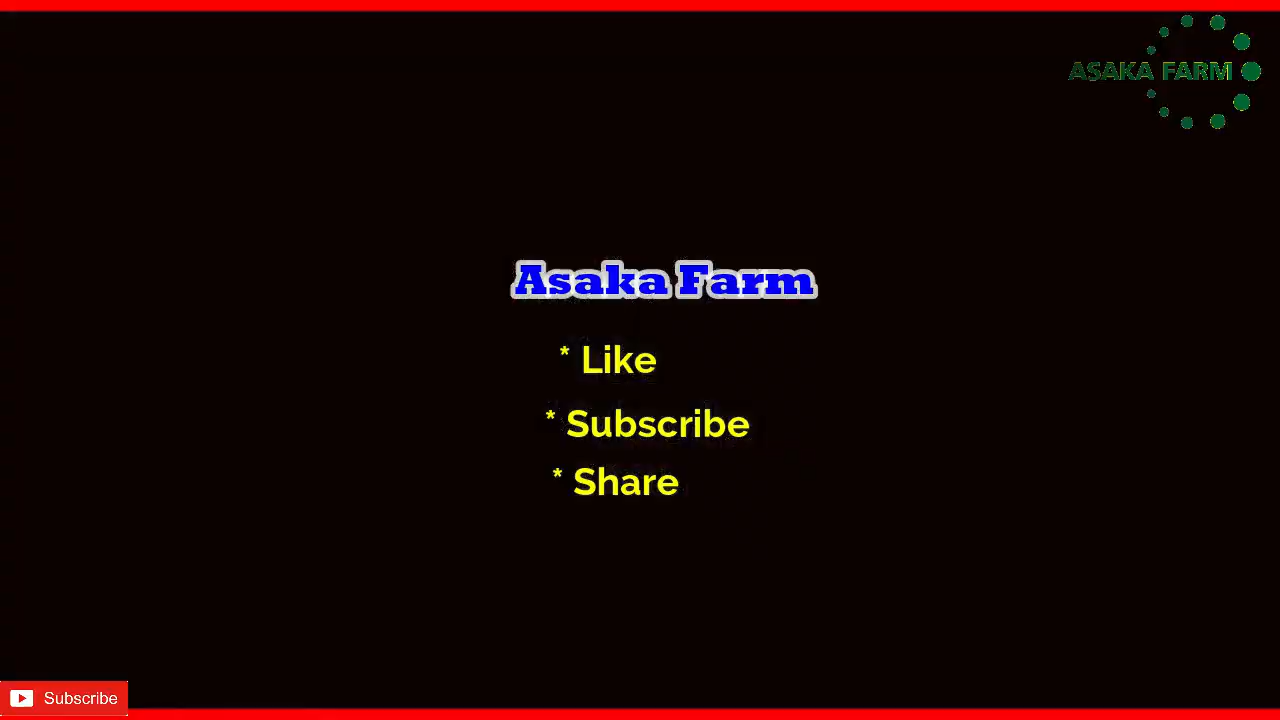 ASAKA FARM
Asaka Farm
* Like
* Subscribe
* Share
Subscribe